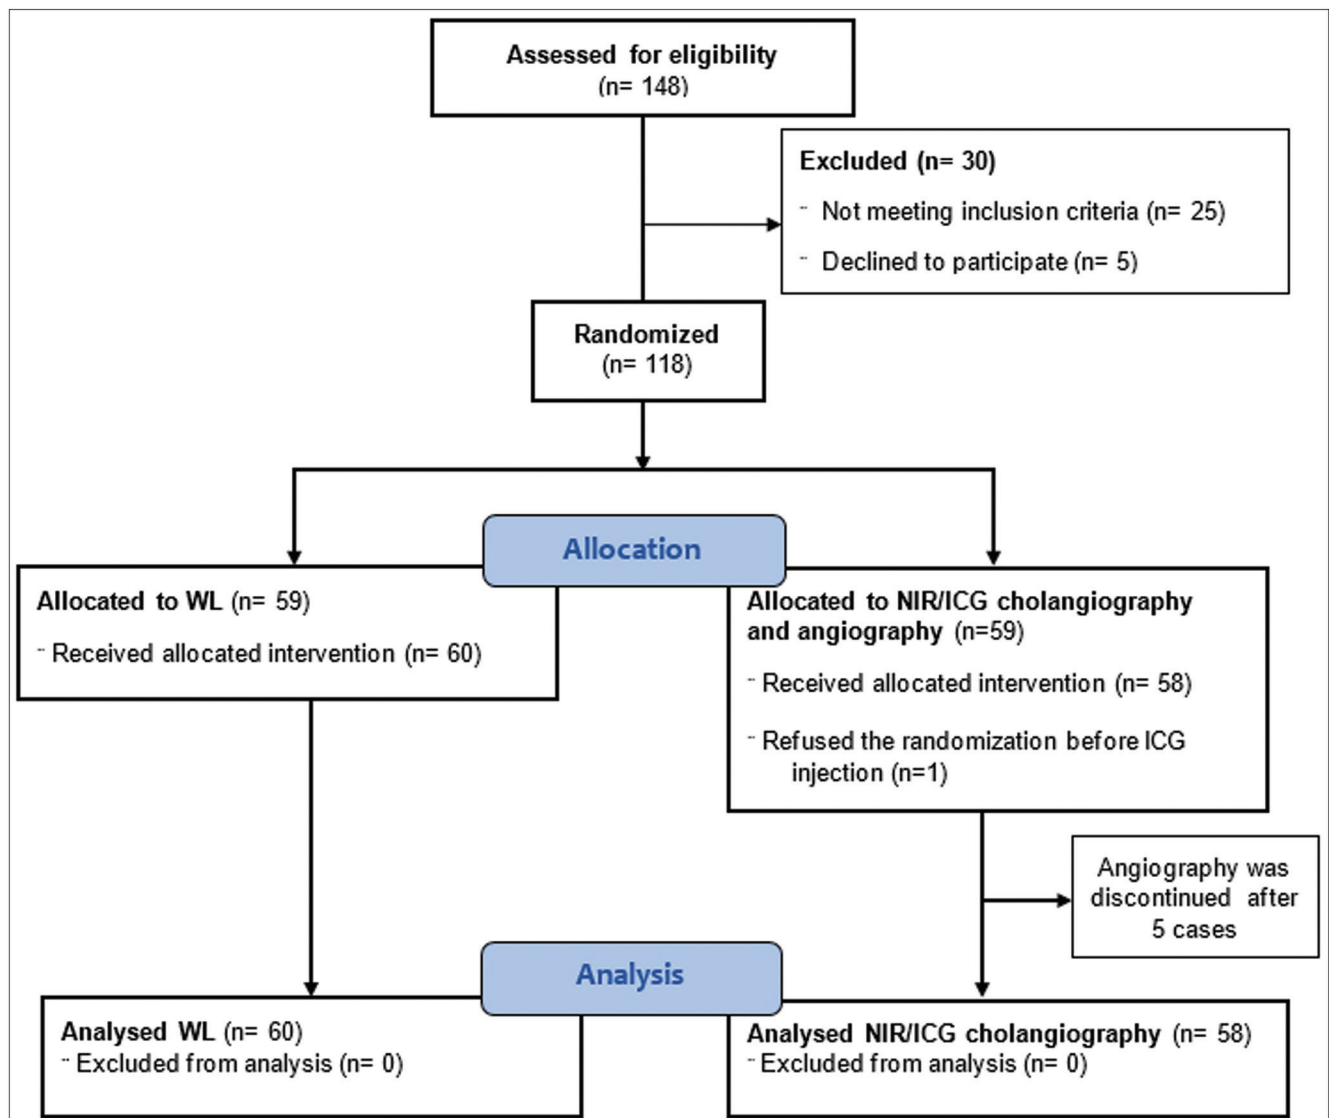 Assessed for eligibility
(n= 148)
Excluded (n= 30)
¨ Not meeting inclusion criteria (n= 25)
¨ Declined to participate (n= 5)
Randomized
(n= 118)
Allocation
Allocated to WL (n= 59)
¨ Received allocated intervention (n= 60)
Allocated to NIR/ICG cholangiography
and angiography (n=59)
¨ Received allocated intervention (n= 58)
¨ Refused the randomization before ICG
injection (n=1)
Angiography was
discontinued after
5 cases
Analysis
Analysed WL (n= 60)
¨ Excluded from analysis (n= 0)
Analysed NIR/ICG cholangiography (n= 58)
¨ Excluded from analysis (n= 0)